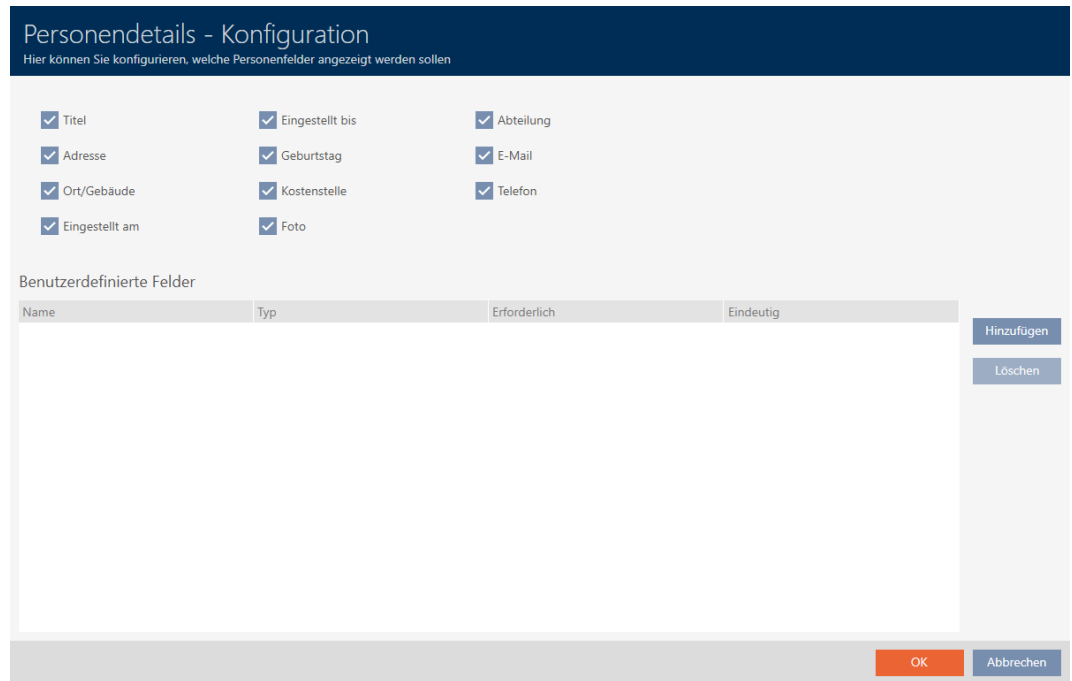 Personendetails - Konfiguration
Hier können Sie konfigurieren, welche Personenfelder angezeigt werden sollen
Titel Eingestellt bis Abteilung
Adresse Geburtstag E-Mail
Ort/Gebäude Kostenstelle Telefon
Eingestellt am Foto
Benutzerdefinierte Felder
Name Typ Erforderlich Eindeutig
Hinzufügen
Löschen
OK Abbrechen